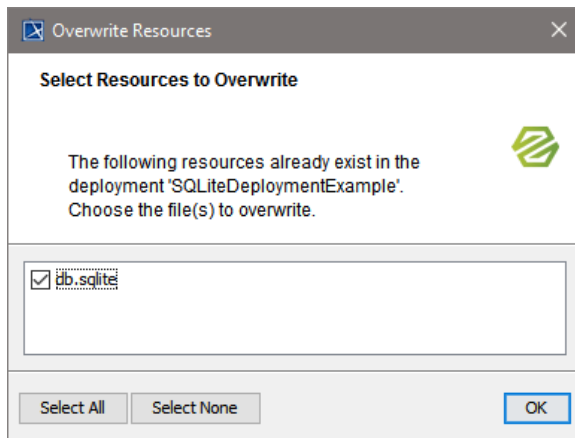 Overwrite Resources
Select Resources to Overwrite
The following resources already exist in the
deployment 'SQLiteDeploymentExample'.
Choose the file(s) to overwrite.
db.sqlite
Select All
Select None
OK